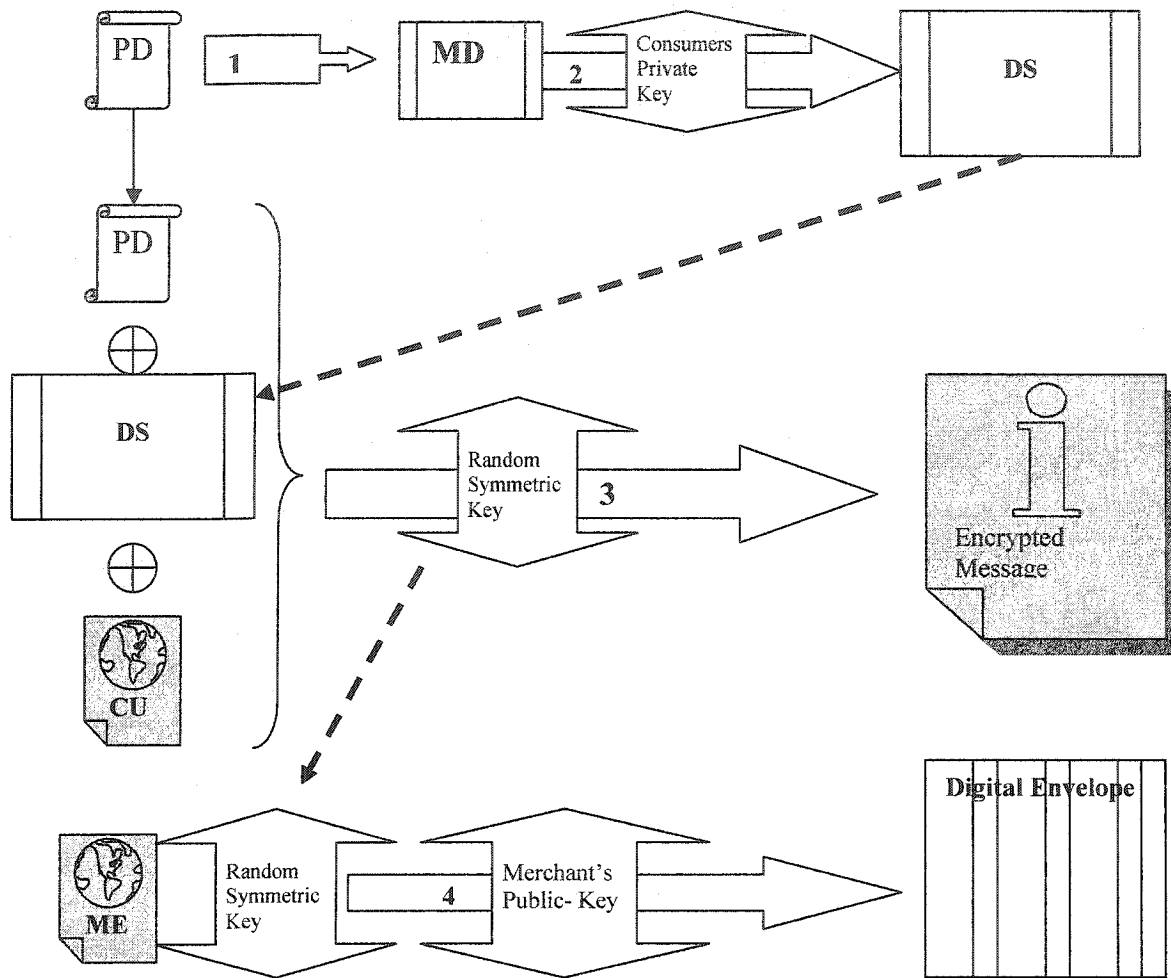 PD
1
MD
2
Consumers
Private
Key
DS
PD
DS
CU
Random
Symmetric
Key
3
Encrypted
Message
ME
Random
Symmetric
Key
4
Merchant's
Public- Key
Digital Envelope